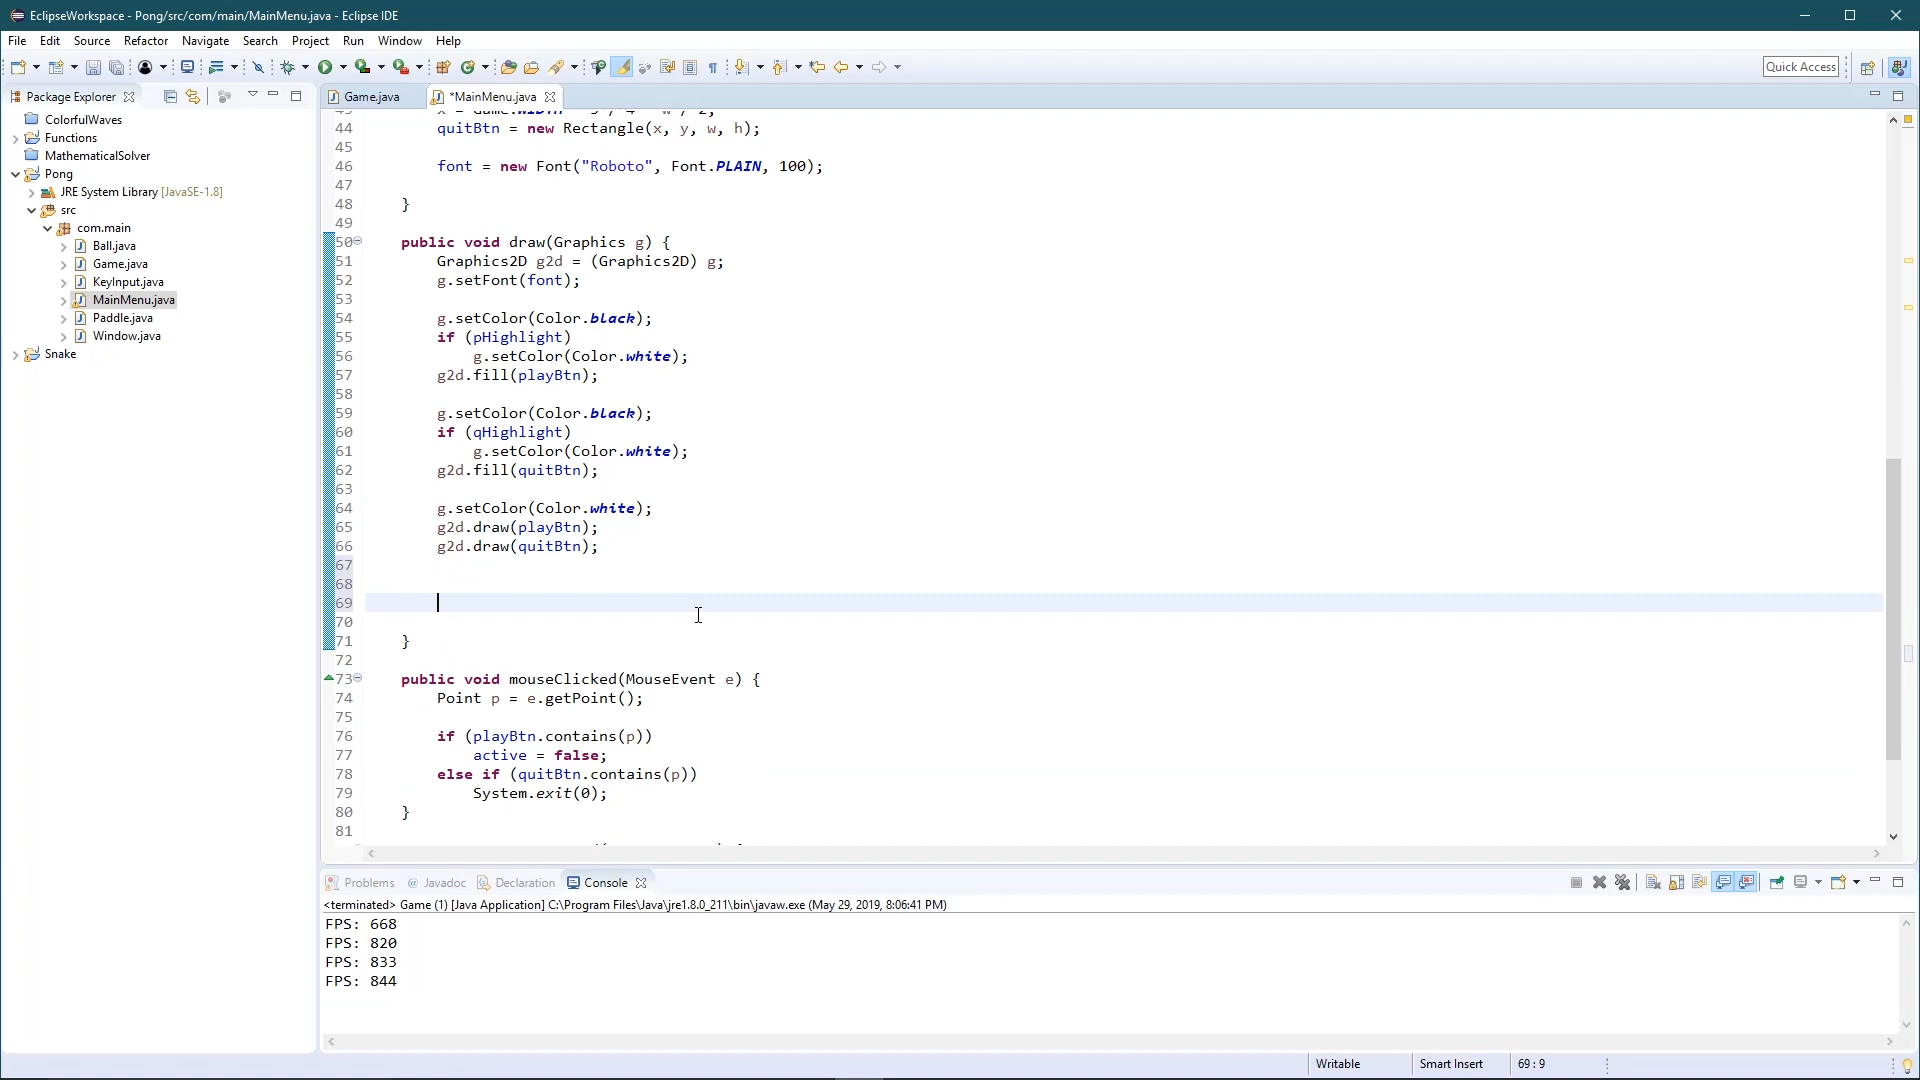 EclipseWorkspace - Pong/src/com/main/MainMenu.java - Eclipse IDE
File Edit Source Refactor Navigate Search Project Run Window Help
Quick Access
Package Explorer
ColorfulWaves
Functions
MathematicalSolver
Pong
JRE System Library [JavaSE-1.8]
src
com.main
Ball.java
Game.java
KeyInput.java
MainMenu.java
Paddle.java
Window.java
Snake
Game.java *MainMenu.java
44 quitBtn = new Rectangle(x, y, w, h);
45
46 font = new Font("Roboto", Font.PLAIN, 100);
47
48 }
49
50 public void draw(Graphics g) {
51 Graphics2D g2d = (Graphics2D) g;
52 g.setFont(font);
53
54 g.setColor(Color.black);
55 if (pHighlight)
56 g.setColor(Color.white);
57 g2d.fill(playBtn);
58
59 g.setColor(Color.black);
60 if (qHighlight)
61 g.setColor(Color.white);
62 g2d.fill(quitBtn);
63
64 g.setColor(Color.white);
65 g2d.draw(playBtn);
66 g2d.draw(quitBtn);
67
68
69
70
71 }
72
73 public void mouseClicked(MouseEvent e) {
74 Point p = e.getPoint();
75
76 if (playBtn.contains(p))
77 active = false;
78 else if (quitBtn.contains(p))
79 System.exit(0);
80 }
81
Problems Javadoc Declaration Console
<terminated> Game (1) [Java Application] C:\Program Files\Java\jre1.8.0_211\bin\javaw.exe (May 29, 2019, 8:06:41 PM)
FPS: 668
FPS: 820
FPS: 833
FPS: 844
Writable Smart Insert 69 : 9